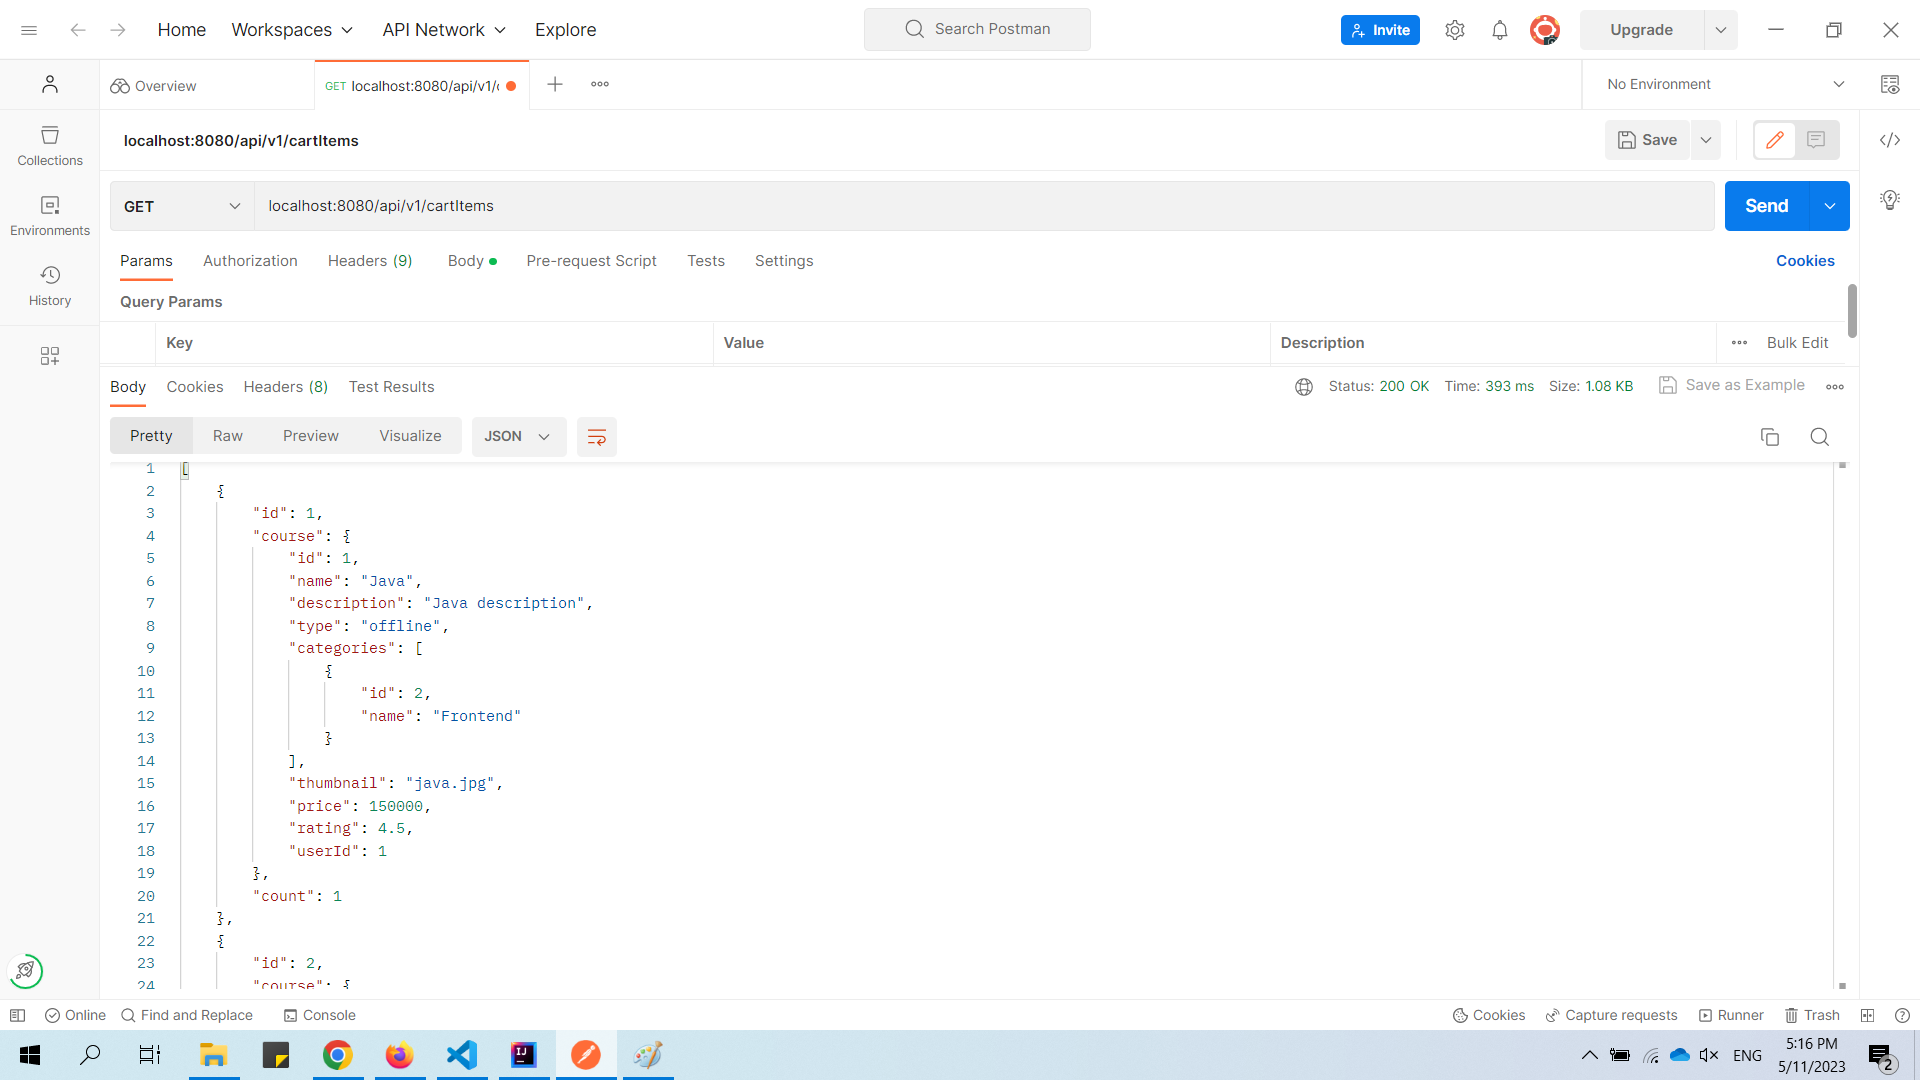 Home Workspaces API Network Explore Search Postman Invite Upgrade
Overview GET localhost:8080/api/v1/c No Environment
localhost:8080/api/v1/cartItems Save
Collections
GET localhost:8080/api/v1/cartItems Send
Environments
Params Authorization Headers (9) Body Pre-request Script Tests Settings Cookies
History
Query Params
Key Value Description Bulk Edit
Body Cookies Headers (8) Test Results Status: 200 OK Time: 393 ms Size: 1.08 KB Save as Example
Pretty Raw Preview Visualize JSON
1 [
2 {
3 "id": 1,
4 "course": {
5 "id": 1,
6 "name": "Java",
7 "description": "Java description",
8 "type": "offline",
9 "categories": [
10 {
11 "id": 2,
12 "name": "Frontend"
13 }
14 ],
15 "thumbnail": "java.jpg",
16 "price": 150000,
17 "rating": 4.5,
18 "userId": 1
19 },
20 "count": 1
21 },
22 {
23 "id": 2,
24 "course": {
Online Find and Replace Console Cookies Capture requests Runner Trash
ENG 5:16 PM
5/11/2023 2